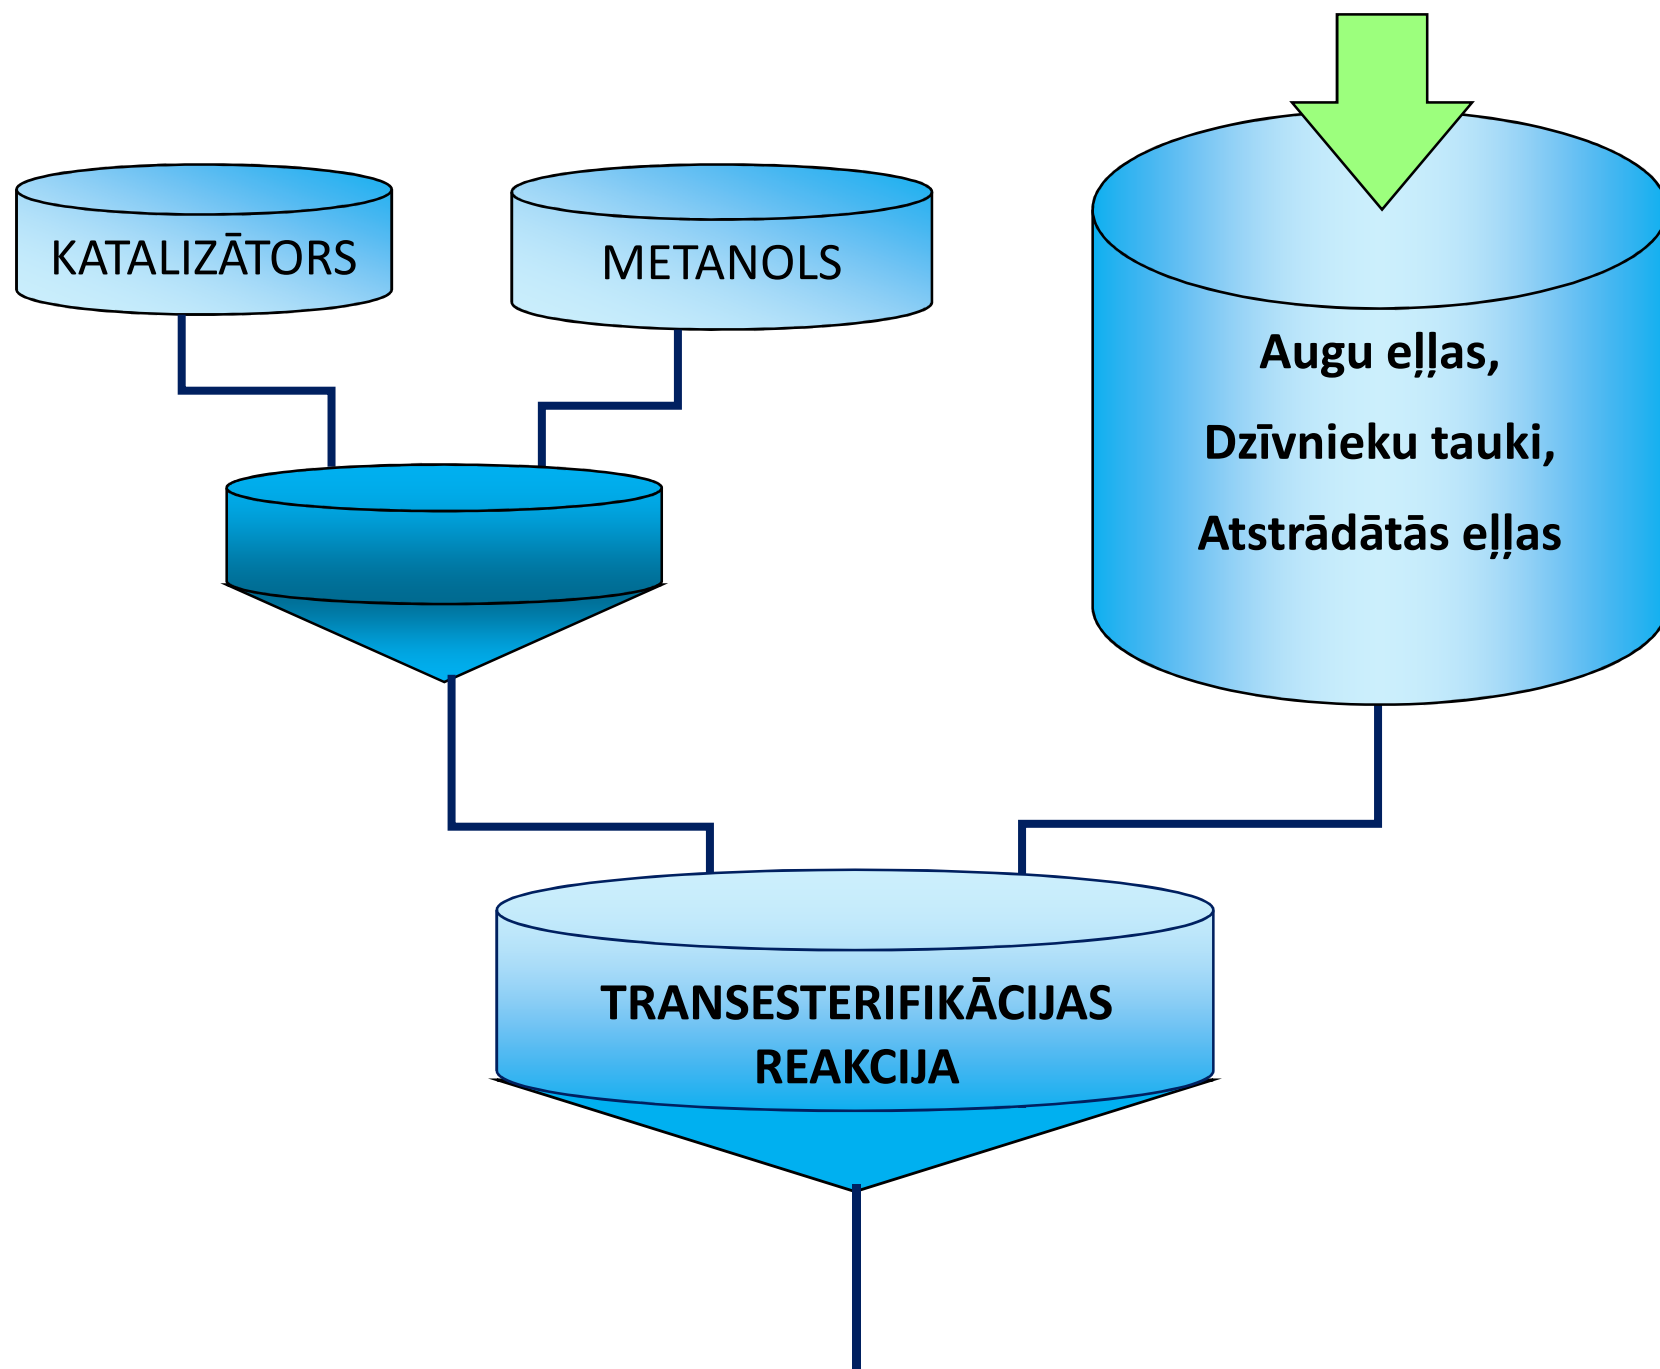 KATALIZĀTORS
METANOLS
Augu eļļas,
Dzīvnieku tauki,
Atstrādātās eļļas
TRANSESTERIFIKĀCIJAS
REAKCIJA